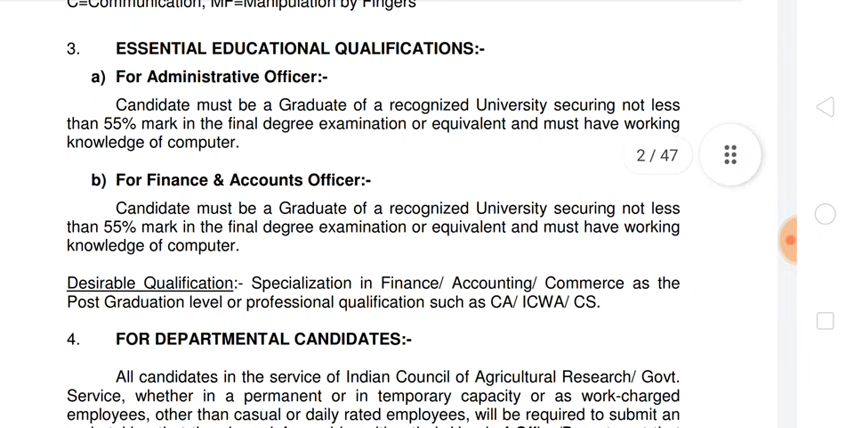 C=Communication, MF=Manipulation by Fingers
3. ESSENTIAL EDUCATIONAL QUALIFICATIONS:-
a) For Administrative Officer:-
Candidate must be a Graduate of a recognized University securing not less
than 55% mark in the final degree examination or equivalent and must have working
knowledge of computer.
2 / 47
b) For Finance & Accounts Officer:-
Candidate must be a Graduate of a recognized University securing not less
than 55% mark in the final degree examination or equivalent and must have working
knowledge of computer.
Desirable Qualification:- Specialization in Finance/ Accounting/ Commerce as the
Post Graduation level or professional qualification such as CA/ ICWA/ CS.
4. FOR DEPARTMENTAL CANDIDATES:-
All candidates in the service of Indian Council of Agricultural Research/ Govt.
Service, whether in a permanent or in temporary capacity or as work-charged
employees, other than casual or daily rated employees, will be required to submit an